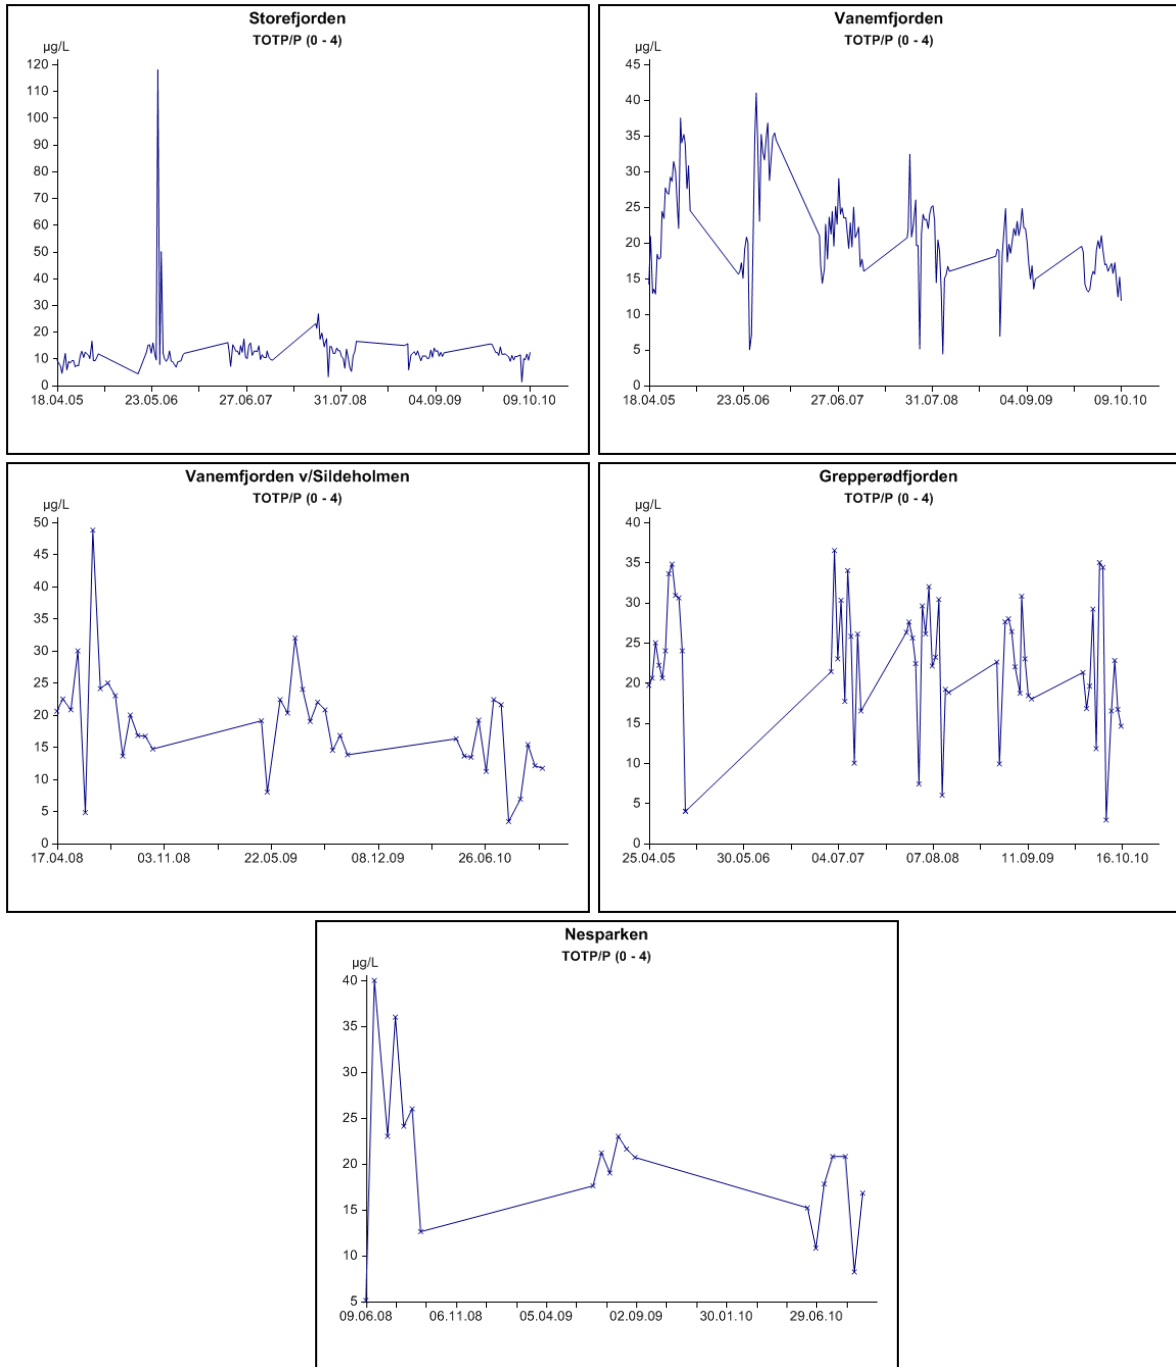 Storefjorden
TOTP/P (0 - 4)
µg/L
120
110
100
90
80
70
60
50
40
30
20
10
0
18.04.05 23.05.06 27.06.07 31.07.08 04.09.09 09.10.10
Vanemfjorden
TOTP/P (0 - 4)
µg/L
45
40
35
30
25
20
15
10
5
0
18.04.05 23.05.06 27.06.07 31.07.08 04.09.09 09.10.10
Vanemfjorden v/Sildeholmen
TOTP/P (0 - 4)
µg/L
50
45
40
35
30
25
20
15
10
5
0
17.04.08 03.11.08 22.05.09 08.12.09 26.06.10
Grepperødfjorden
TOTP/P (0 - 4)
µg/L
40
35
30
25
20
15
10
5
0
25.04.05 30.05.06 04.07.07 07.08.08 11.09.09 16.10.10
Nesparken
TOTP/P (0 - 4)
µg/L
40
35
30
25
20
15
10
5
09.06.08 06.11.08 05.04.09 02.09.09 30.01.10 29.06.10